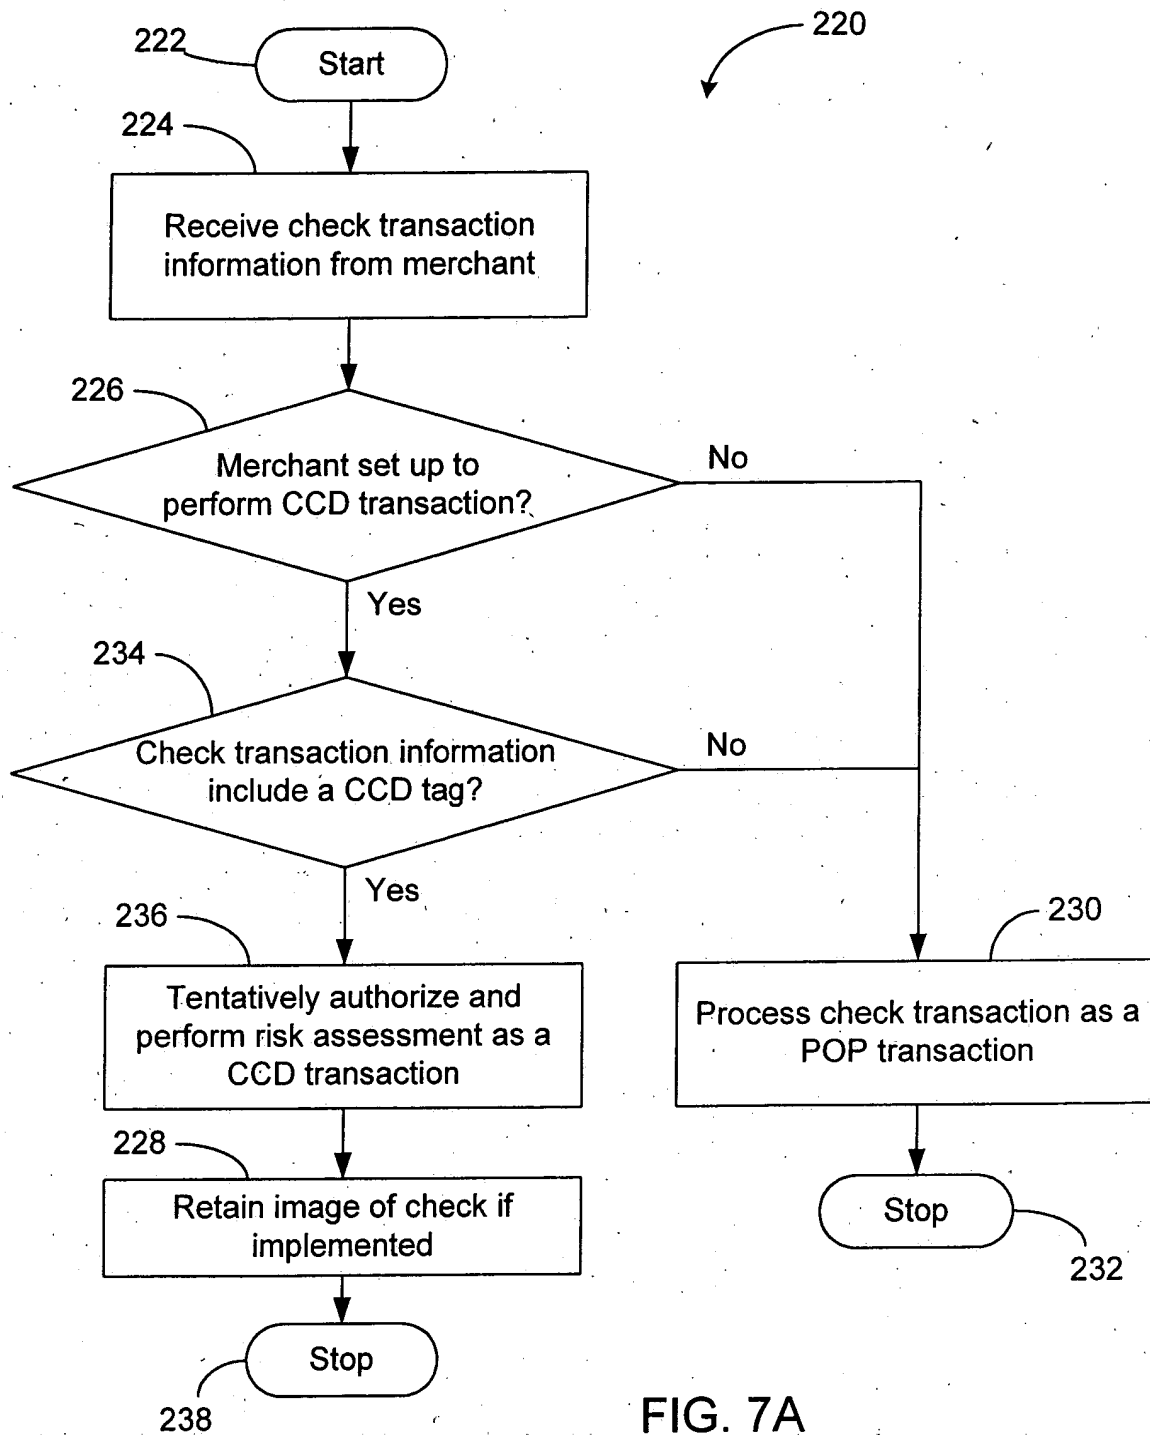 220
222
Start
224
Receive check transaction
information from merchant
226
Merchant set up to
perform CCD transaction?
No
Yes
234
Check transaction information
include a CCD tag?
No
Yes
236
Tentatively authorize and
perform risk assessment as a
CCD transaction
230
Process check transaction as a
POP transaction
228
Retain image of check if
implemented
Stop
232
Stop
238
FIG. 7A